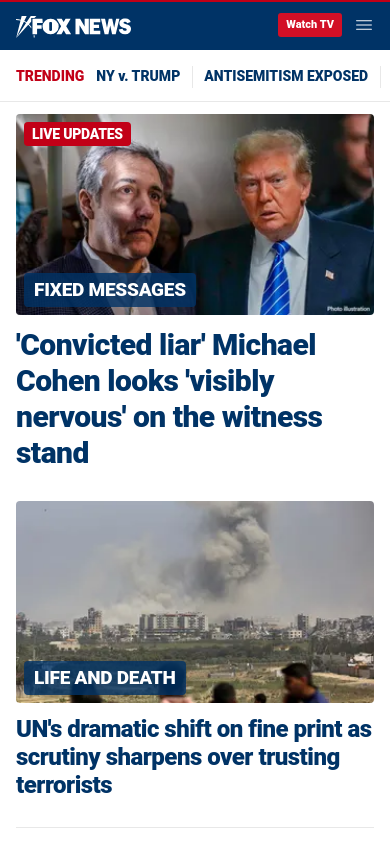 FOX NEWS
Watch TV
TRENDING NY v. TRUMP ANTISEMITISM EXPOSED
LIVE UPDATES
FIXED MESSAGES
Photo illustration
'Convicted liar' Michael
Cohen looks 'visibly
nervous' on the witness
stand
LIFE AND DEATH
UN's dramatic shift on fine print as
scrutiny sharpens over trusting
terrorists